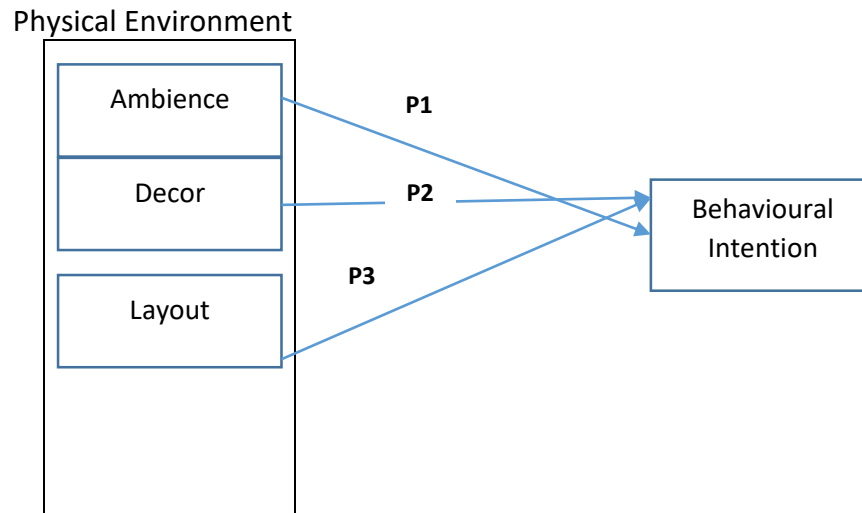 Physical Environment
Ambience
P1
Decor
P2
Behavioural
Intention
P3
Layout